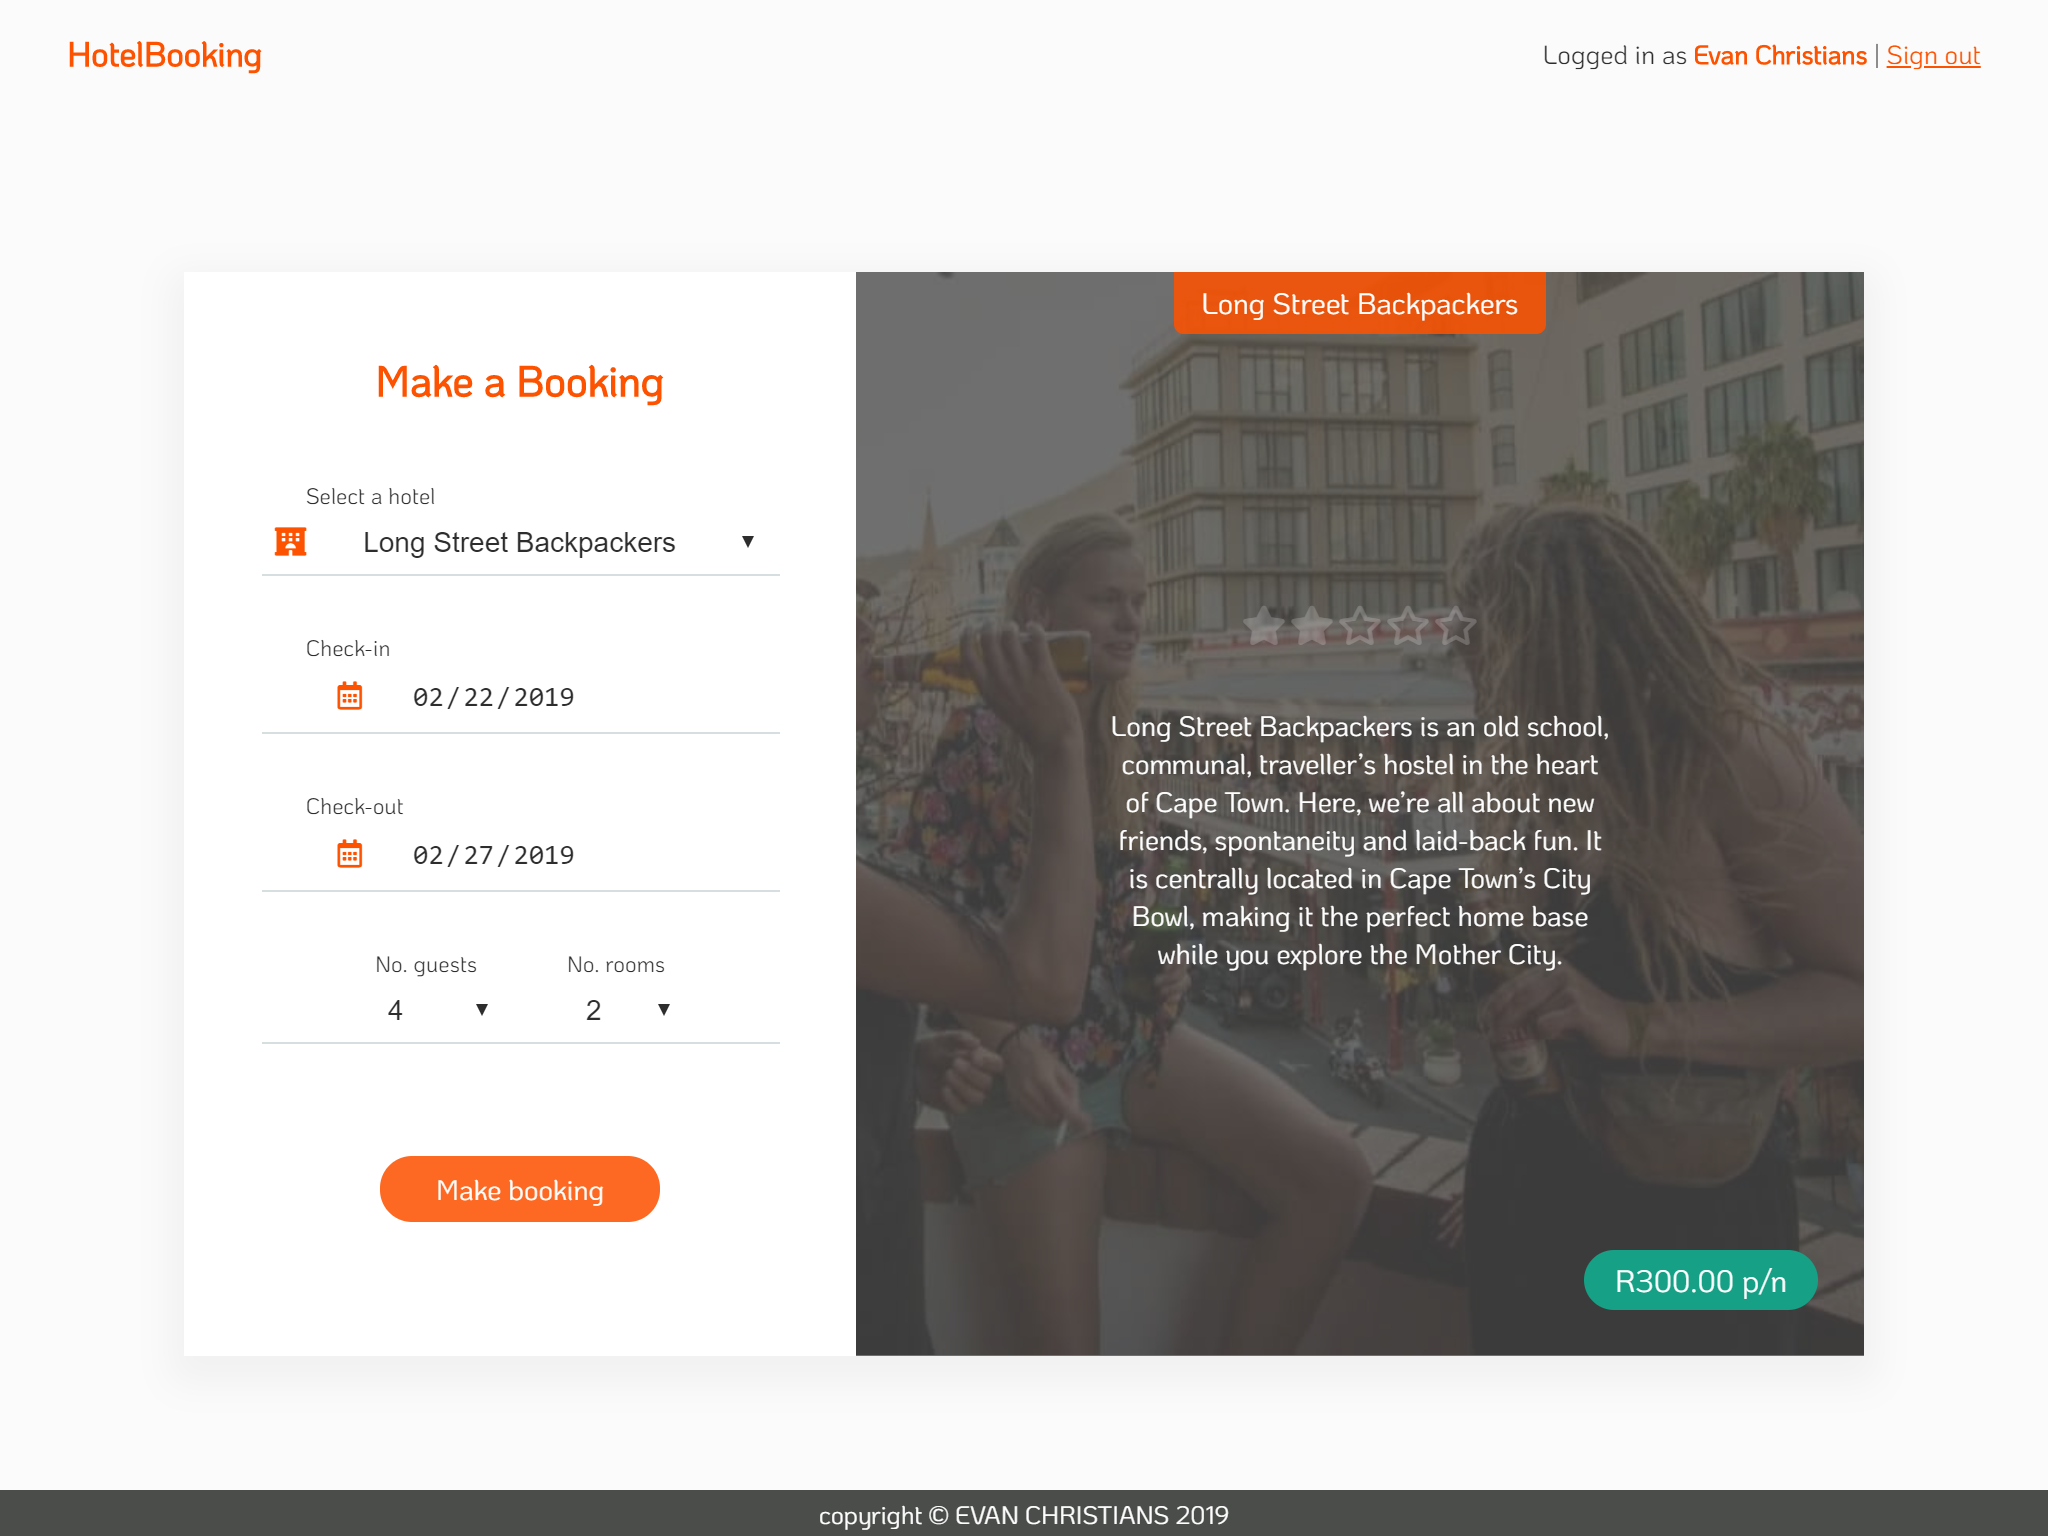 HotelBooking
Logged in as Evan Christians | Sign out
Make a Booking
Select a hotel
Long Street Backpackers
Check-in
02/22/2019
Check-out
02/27/2019
No. guests No. rooms
4 2
Make booking
Long Street Backpackers
Long Street Backpackers is an old school,
communal, traveller’s hostel in the heart
of Cape Town. Here, we’re all about new
friends, spontaneity and laid-back fun. It
is centrally located in Cape Town’s City
Bowl, making it the perfect home base
while you explore the Mother City.
R300.00 p/n
copyright © EVAN CHRISTIANS 2019